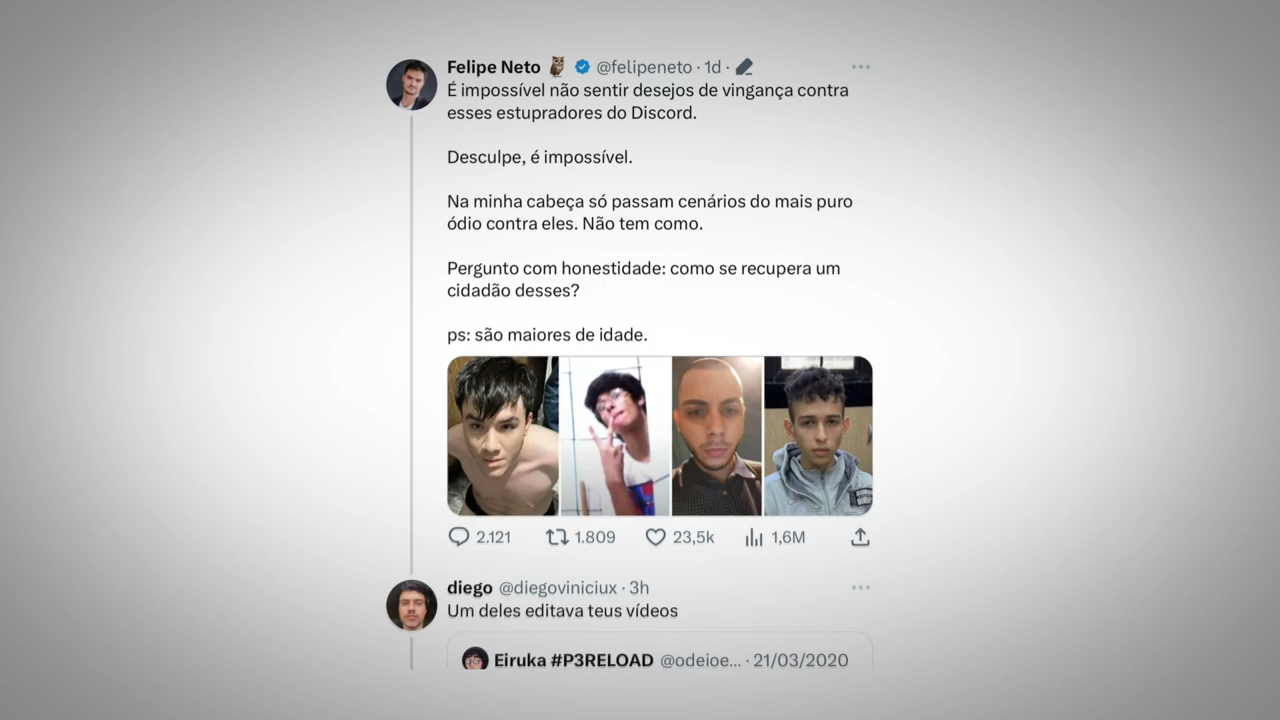 Felipe Neto 🦉 @felipeneto · 1d ·
É impossível não sentir desejos de vingança contra
esses estupradores do Discord.
Desculpe, é impossível.
Na minha cabeça só passam cenários do mais puro
ódio contra eles. Não tem como.
Pergunto com honestidade: como se recupera um
cidadão desses?
ps: são maiores de idade.
2.121 1.809 23,5k 1,6M
diego @diegoviniciux · 3h
Um deles editava teus vídeos
Eiruka #P3RELOAD @odeioe... · 21/03/2020